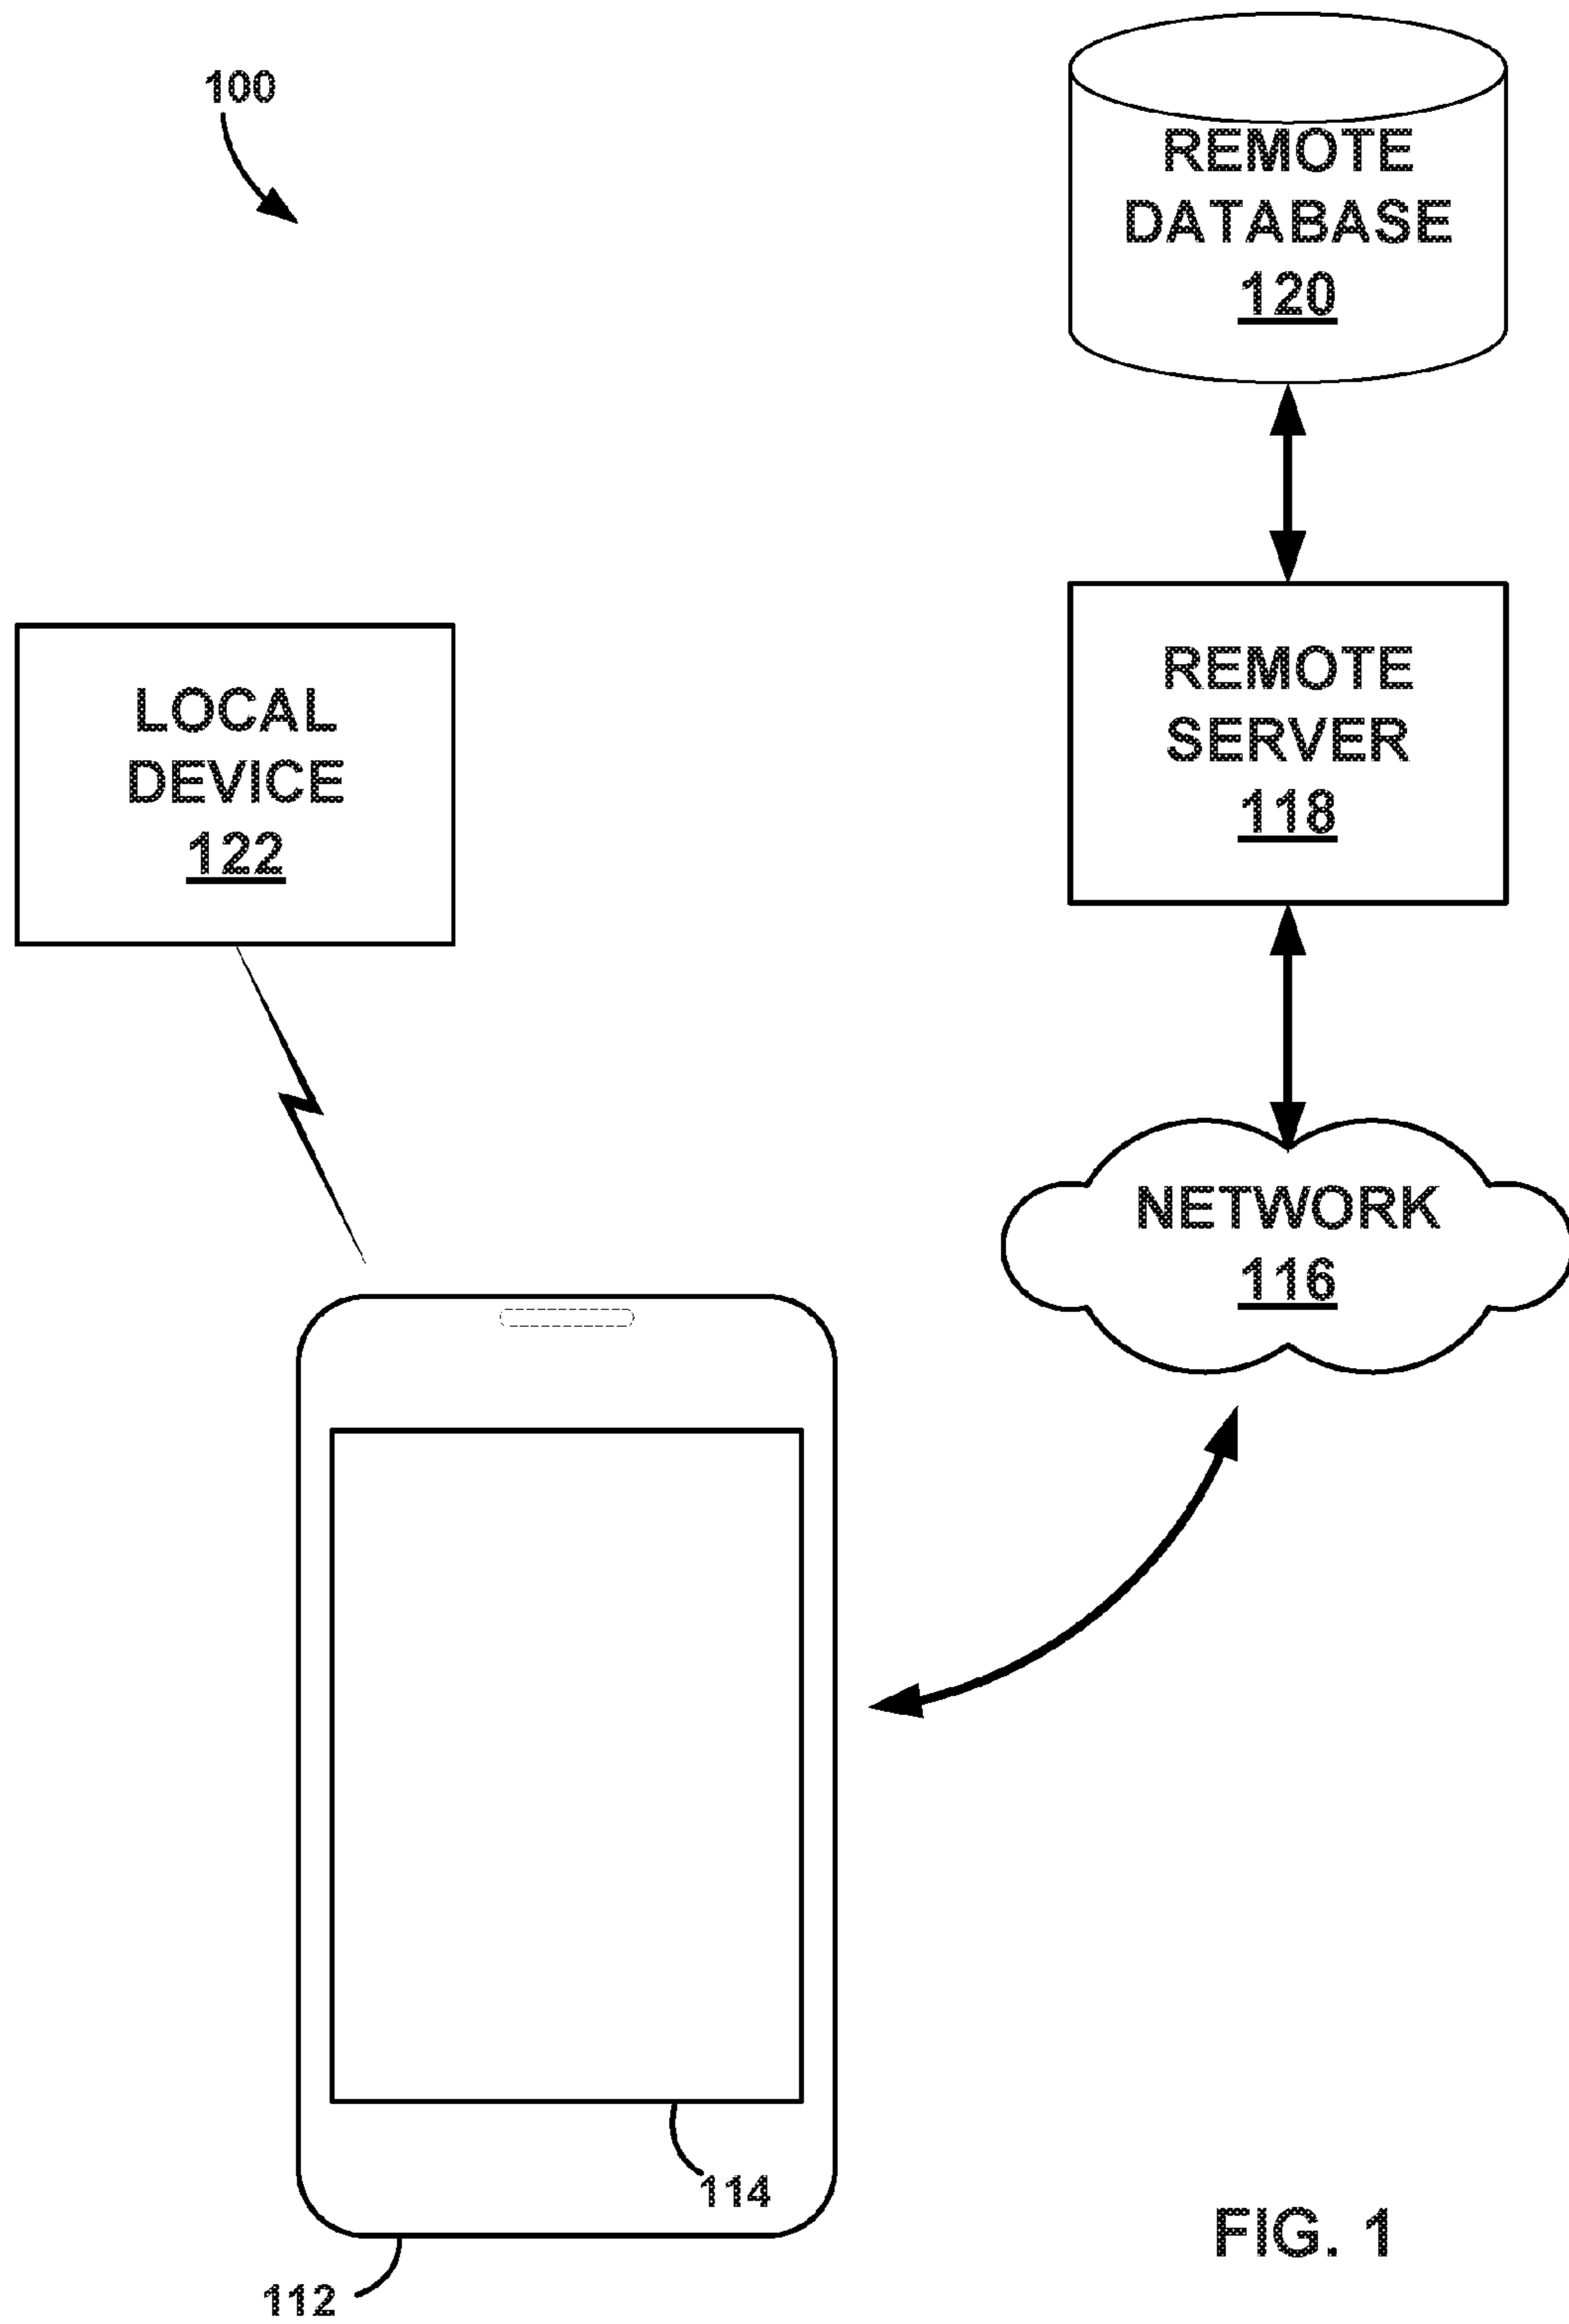 100
REMOTE
DATABASE
120
LOCAL
DEVICE
122
REMOTE
SERVER
118
NETWORK
116
114
112
FIG. 1